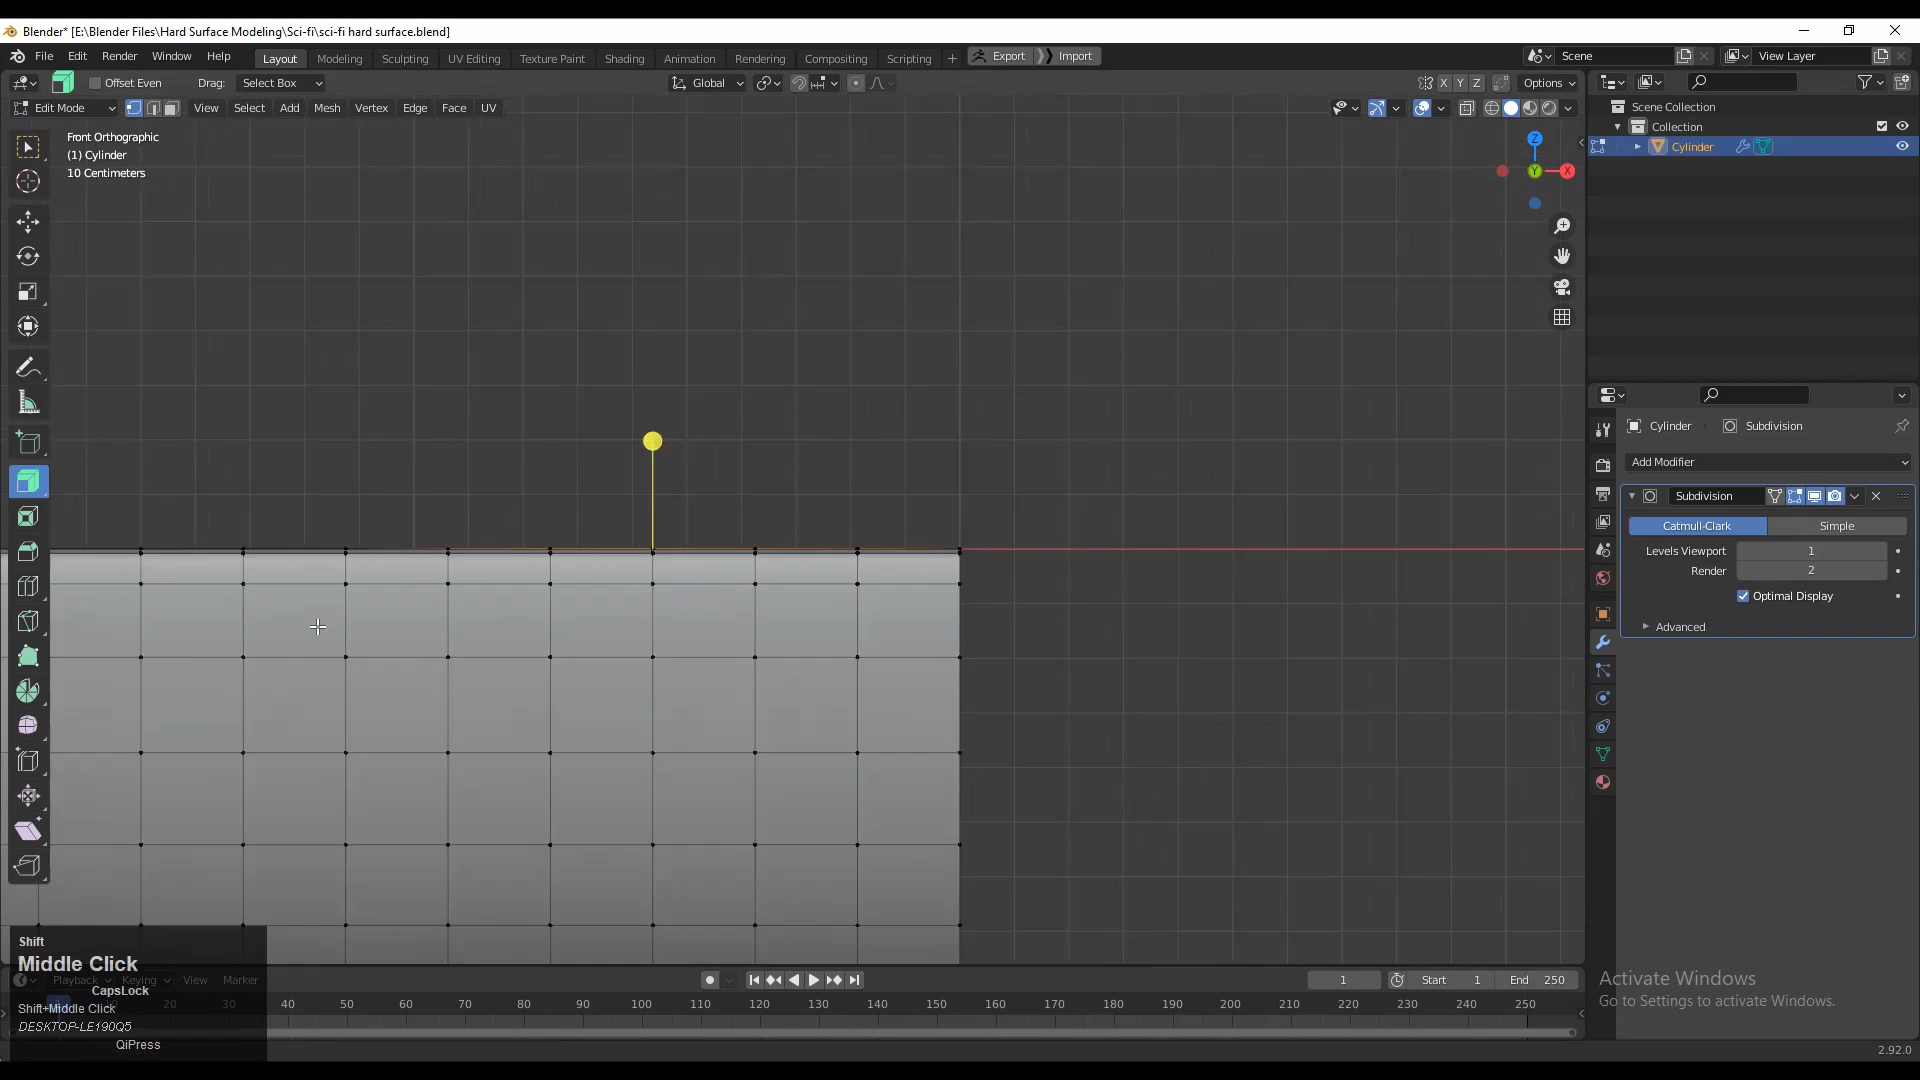 Blender* [E:\Blender Files\Hard Surface Modeling\Sci-fi\sci-fi hard surface.blend]
File Edit Render Window Help Layout Modeling Sculpting UV Editing Texture Paint Shading Animation Rendering Compositing Scripting + Export Import Scene View Layer
Offset Even Drag: Select Box Global X Y Z Options
Edit Mode View Select Add Mesh Vertex Edge Face UV
Front Orthographic
(1) Cylinder
10 Centimeters
Z
Y
X
Scene Collection
Collection
Cylinder
Cylinder Subdivision
Add Modifier
Subdivision
Catmull-Clark Simple
Levels Viewport 1
Render 2
Optimal Display
Advanced
Shift
Middle Click
CapsLock
Shift+Middle Click
DESKTOP-LE190Q5
QiPress
Playback Keying View Marker 1 Start 1 End 250
10 20 30 40 50 60 70 80 90 100 110 120 130 140 150 160 170 180 190 200 210 220 230 240 250
Activate Windows
Go to Settings to activate Windows.
2.92.0